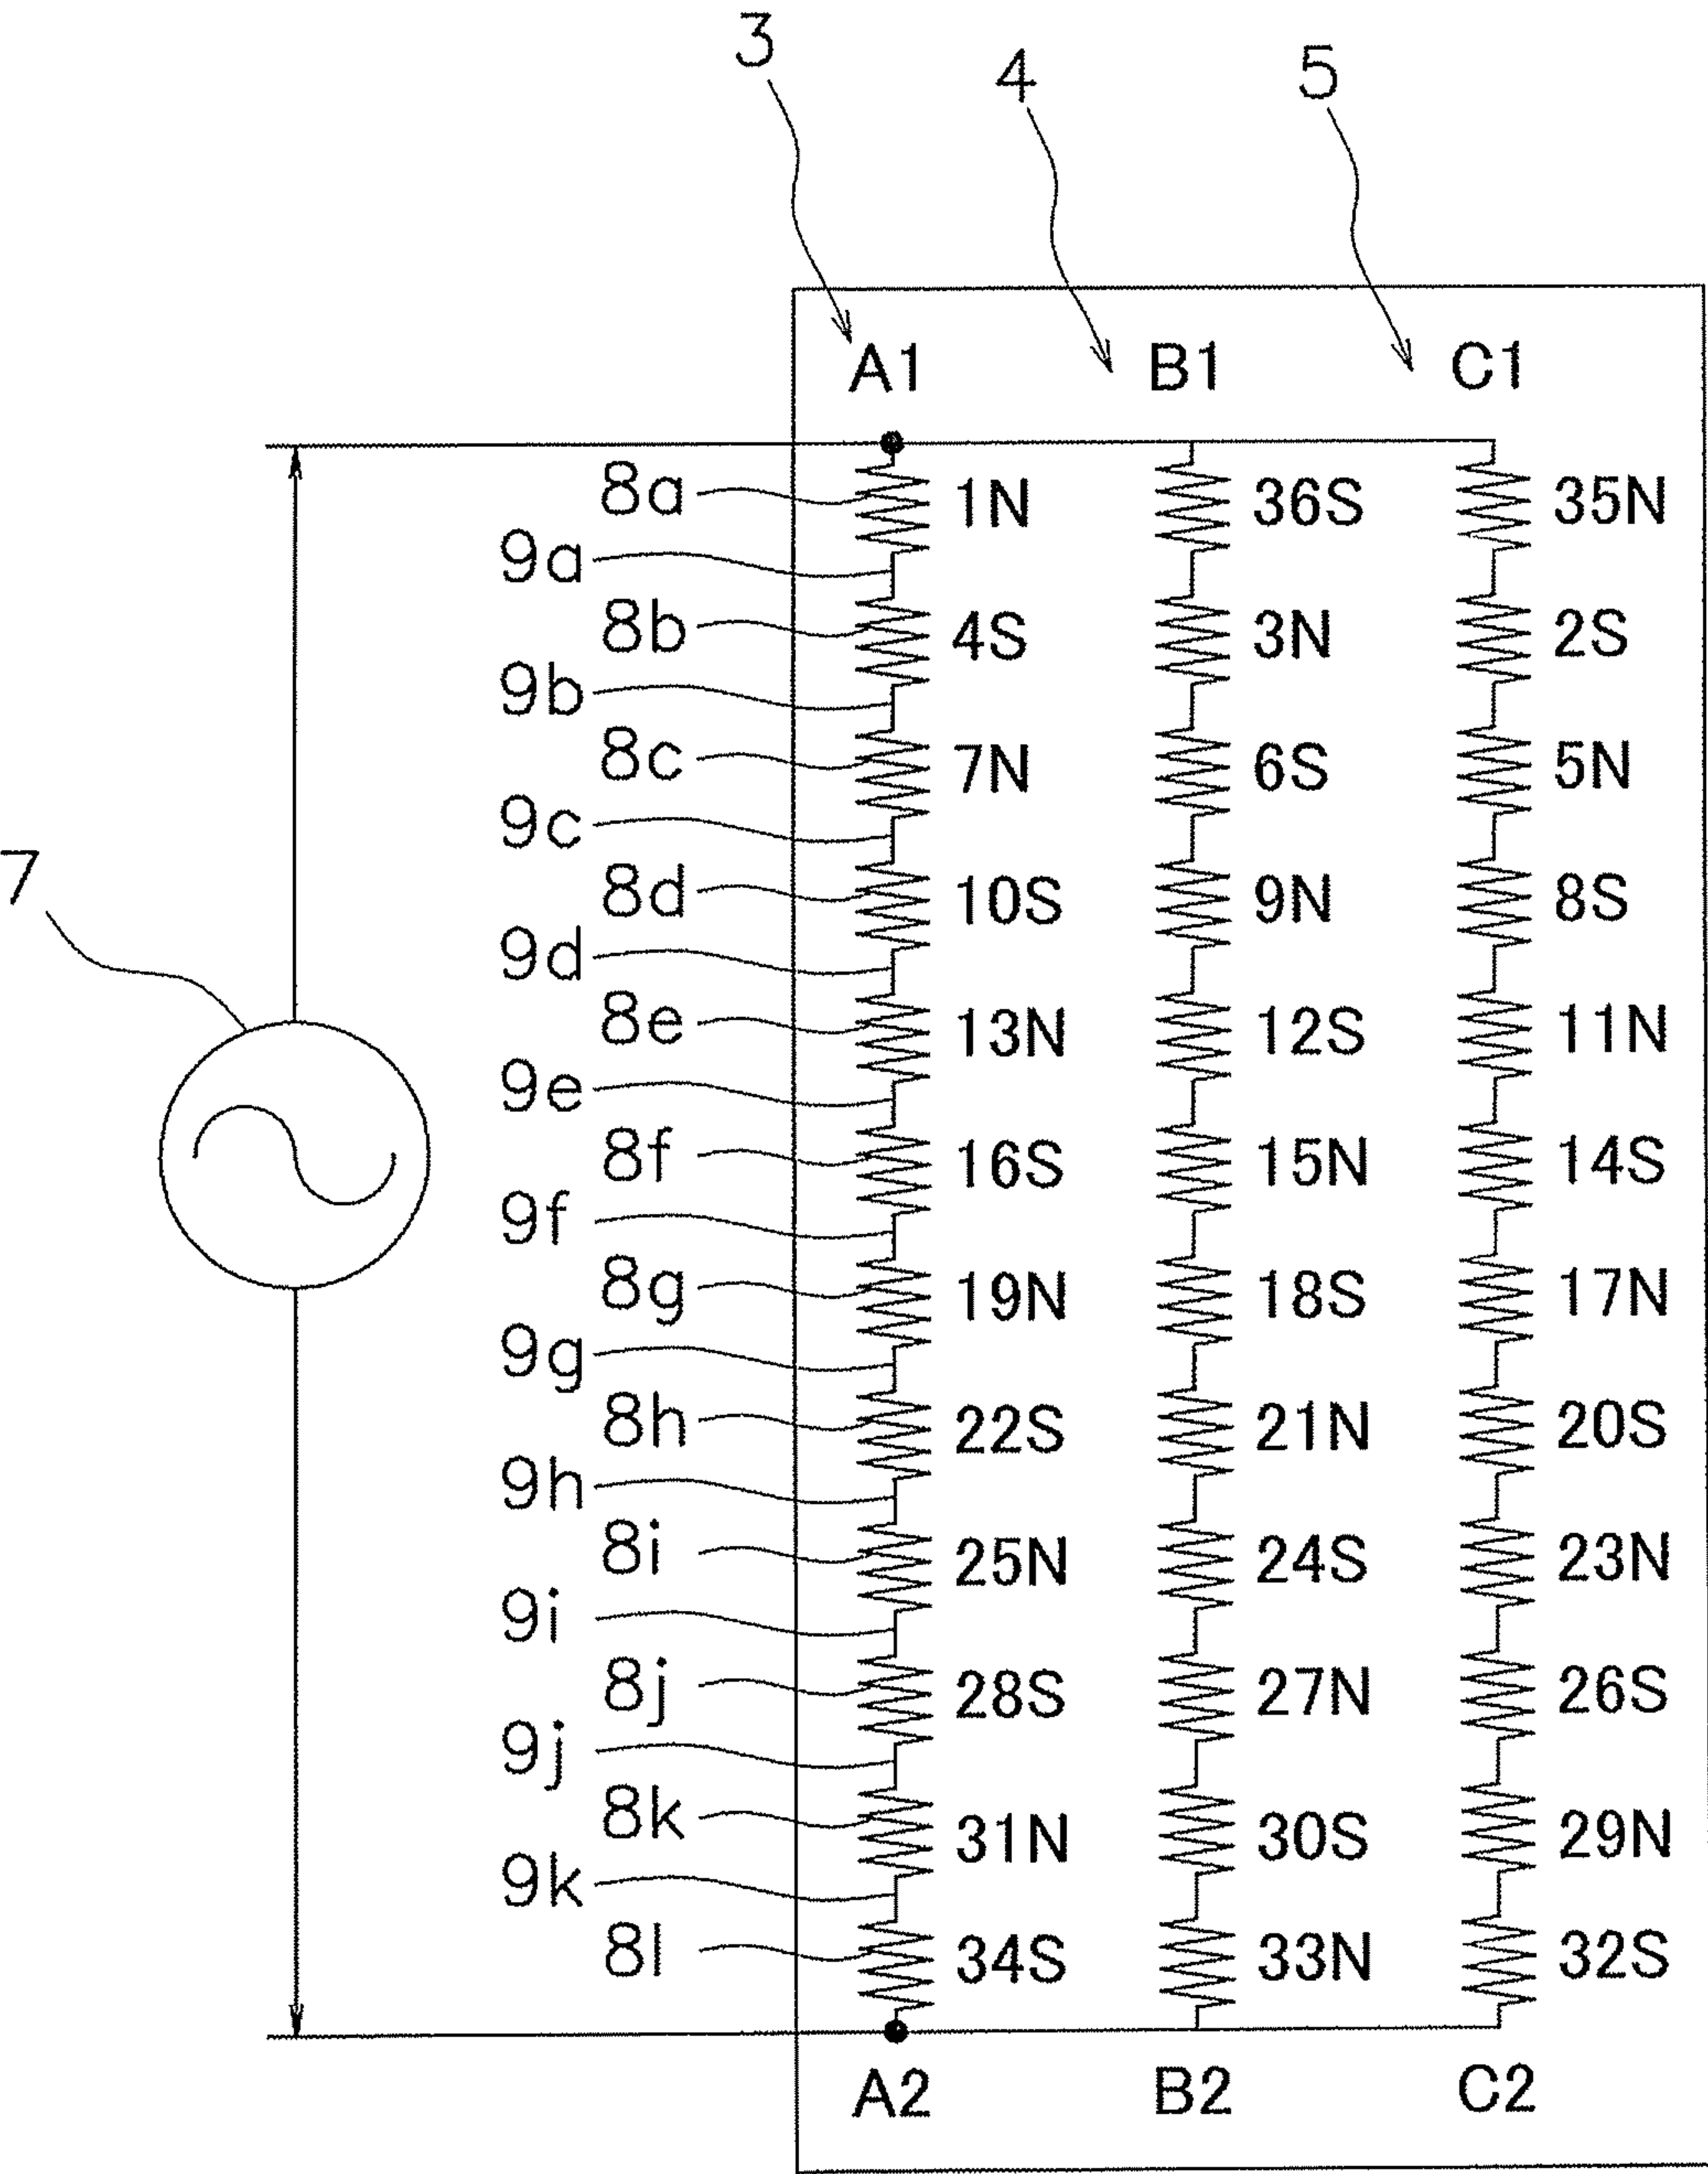 3 4 5
A1 B1 C1
8a 1N 36S 35N
9a
8b 4S 3N 2S
9b
8c 7N 6S 5N
9c
7
8d 10S 9N 8S
9d
8e 13N 12S 11N
9e
8f 16S 15N 14S
9f
8g 19N 18S 17N
9g
8h 22S 21N 20S
9h
8i 25N 24S 23N
9i
8j 28S 27N 26S
9j
8k 31N 30S 29N
9k
8l 34S 33N 32S
A2 B2 C2